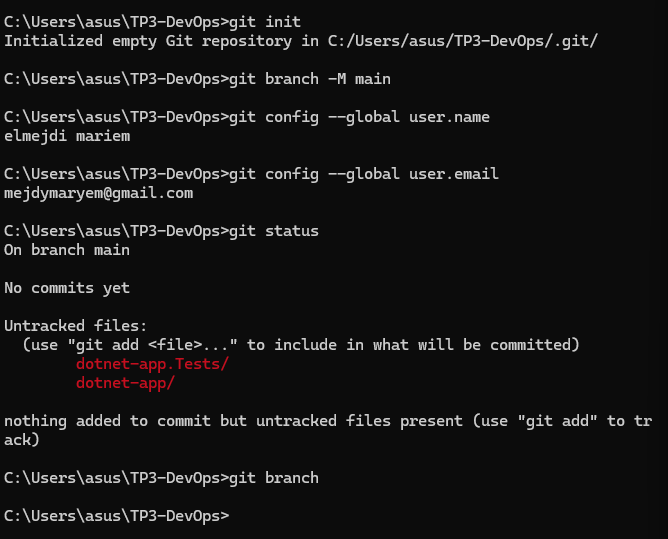 C:\Users\asus\TP3-DevOps>git init
Initialized empty Git repository in C:/Users/asus/TP3-DevOps/.git/
C:\Users\asus\TP3-DevOps>git branch -M main
C:\Users\asus\TP3-DevOps>git config --global user.name
elmejdi mariem
C:\Users\asus\TP3-DevOps>git config --global user.email
mejdymaryem@gmail.com
C:\Users\asus\TP3-DevOps>git status
On branch main
No commits yet
Untracked files:
  (use "git add <file>..." to include in what will be committed)
        dotnet-app.Tests/
        dotnet-app/
nothing added to commit but untracked files present (use "git add" to tr
ack)
C:\Users\asus\TP3-DevOps>git branch
C:\Users\asus\TP3-DevOps>